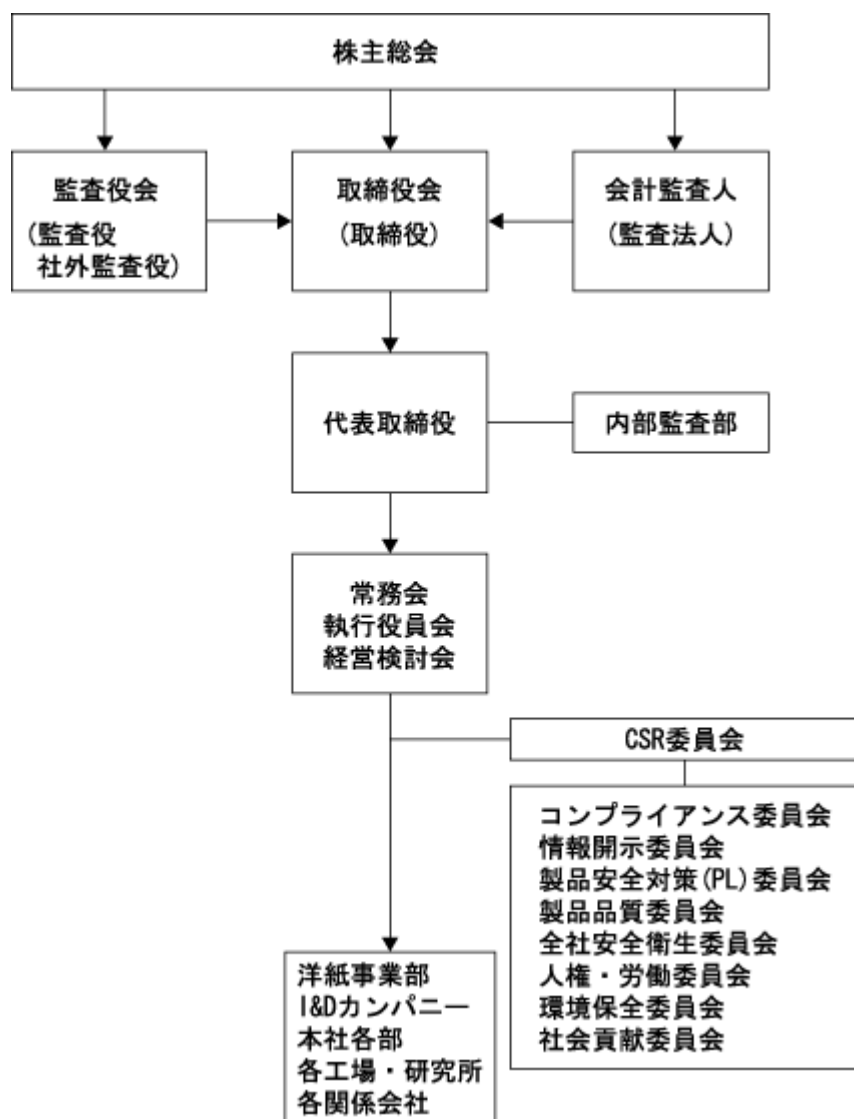 株主総会
監査役会
(監査役
社外監査役)
取締役会
(取締役)
会計監査人
(監査法人)
代表取締役
内部監査部
常務会
執行役員会
経営検討会
CSR委員会
コンプライアンス委員会
情報開示委員会
製品安全対策(PL)委員会
製品品質委員会
全社安全衛生委員会
人権・労働委員会
環境保全委員会
社会貢献委員会
洋紙事業部
I&Dカンパニー
本社各部
各工場・研究所
各関係会社